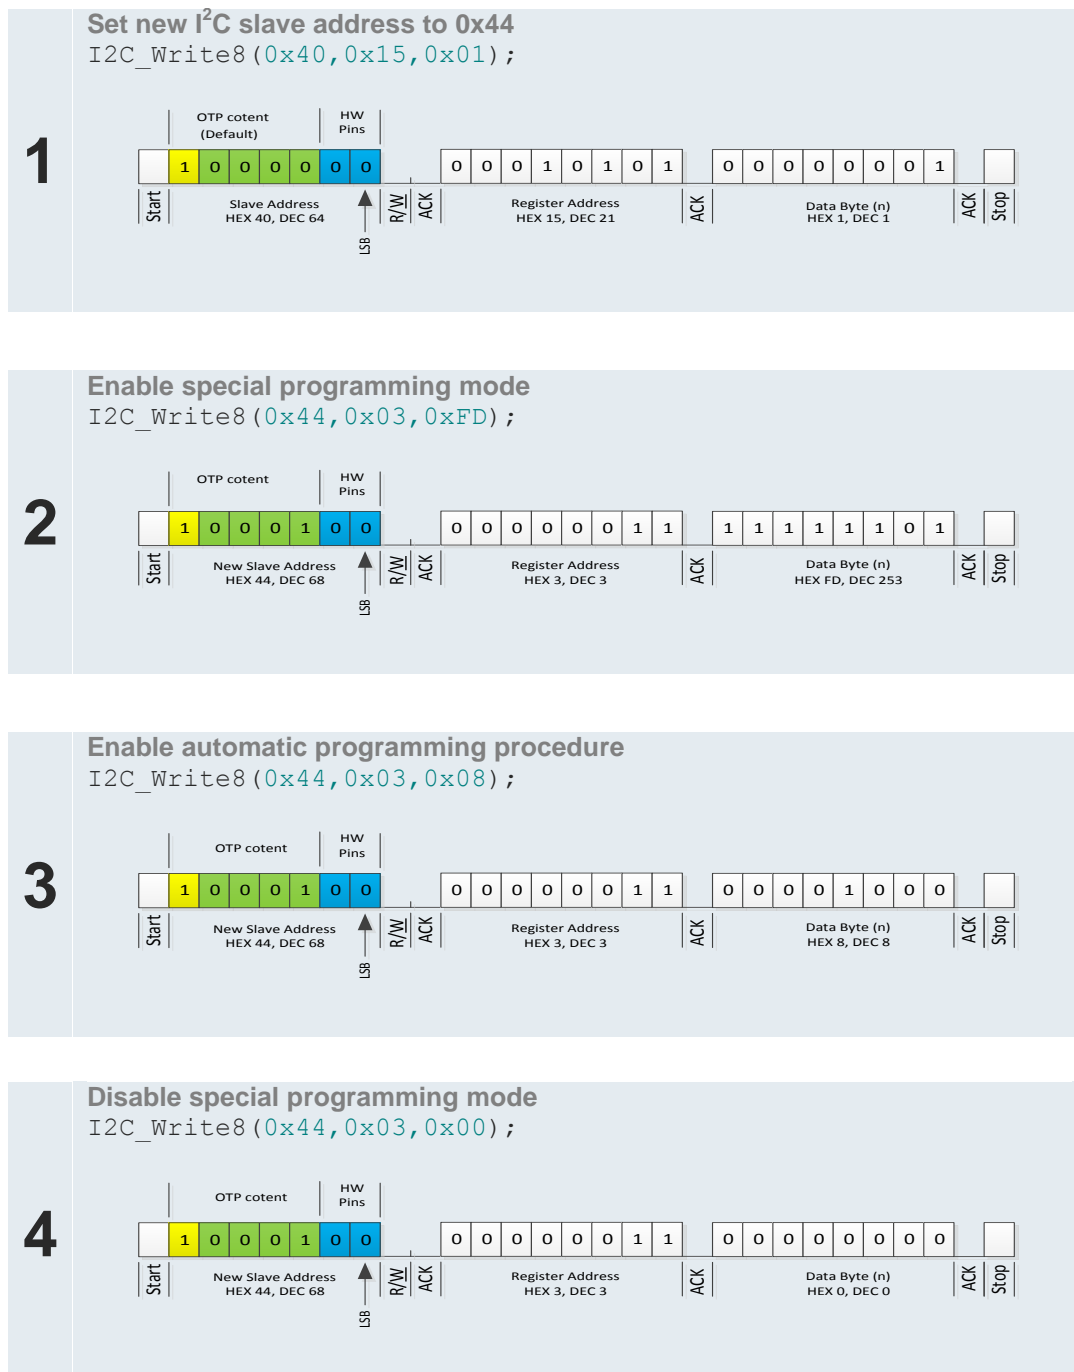 Set new I²C slave address to 0x44
I2C_Write8(0x40,0x15,0x01);
1
OTP cotent
(Default)
HW
Pins
1 0 0 0 0 0 0
0 0 0 1 0 1 0 1
0 0 0 0 0 0 0 1
Start
Slave Address
HEX 40, DEC 64
LSB
R/W
ACK
Register Address
HEX 15, DEC 21
ACK
Data Byte (n)
HEX 1, DEC 1
ACK
Stop
Enable special programming mode
I2C_Write8(0x44,0x03,0xFD);
2
OTP cotent
HW
Pins
1 0 0 0 1 0 0
0 0 0 0 0 0 1 1
1 1 1 1 1 1 0 1
Start
New Slave Address
HEX 44, DEC 68
LSB
R/W
ACK
Register Address
HEX 3, DEC 3
ACK
Data Byte (n)
HEX FD, DEC 253
ACK
Stop
Enable automatic programming procedure
I2C_Write8(0x44,0x03,0x08);
3
OTP cotent
HW
Pins
1 0 0 0 1 0 0
0 0 0 0 0 0 1 1
0 0 0 0 1 0 0 0
Start
New Slave Address
HEX 44, DEC 68
LSB
R/W
ACK
Register Address
HEX 3, DEC 3
ACK
Data Byte (n)
HEX 8, DEC 8
ACK
Stop
Disable special programming mode
I2C_Write8(0x44,0x03,0x00);
4
OTP cotent
HW
Pins
1 0 0 0 1 0 0
0 0 0 0 0 0 1 1
0 0 0 0 0 0 0 0
Start
New Slave Address
HEX 44, DEC 68
LSB
R/W
ACK
Register Address
HEX 3, DEC 3
ACK
Data Byte (n)
HEX 0, DEC 0
ACK
Stop